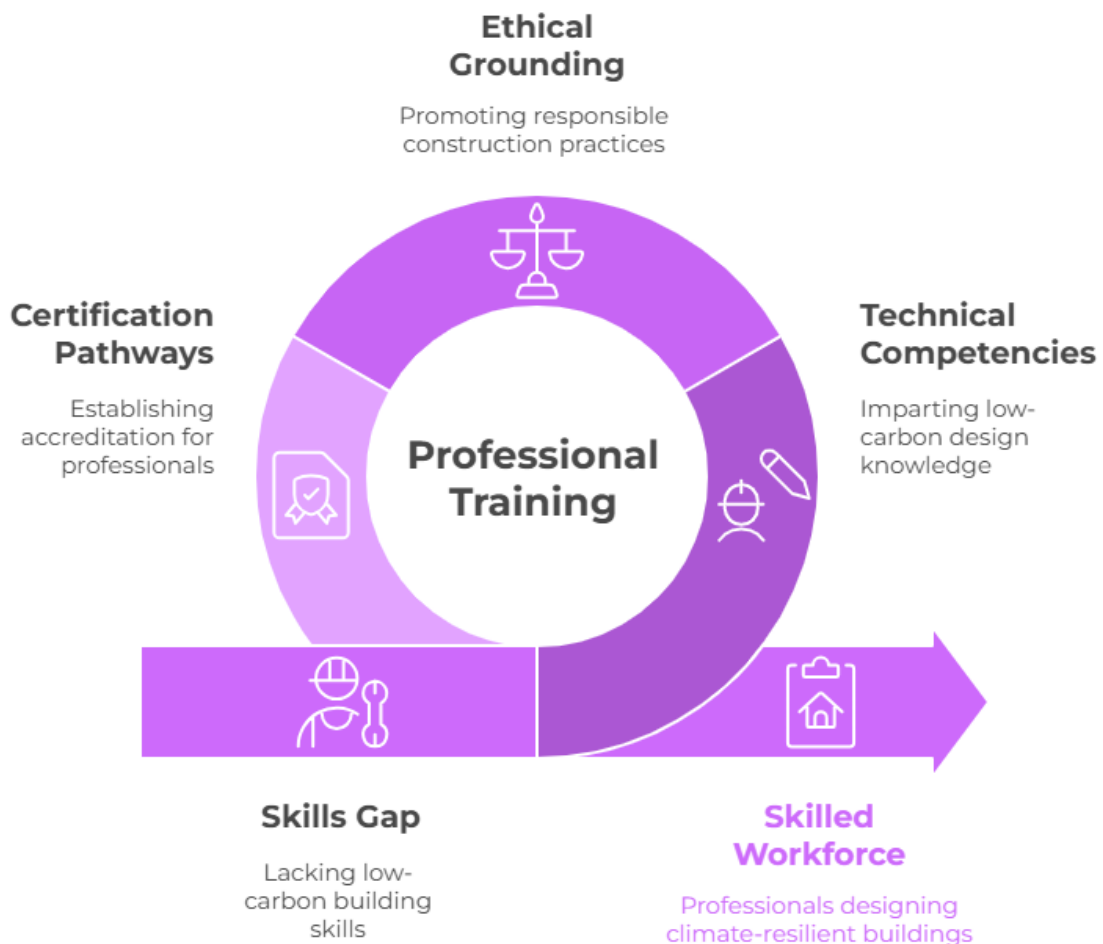 Ethical
Grounding
Promoting responsible
construction practices
Certification
Pathways
Establishing
accreditation for
professionals
Technical
Competencies
Imparting low-
carbon design
knowledge
Professional
Training
Skills Gap
Lacking low-
carbon building
skills
Skilled
Workforce
Professionals designing
climate-resilient buildings